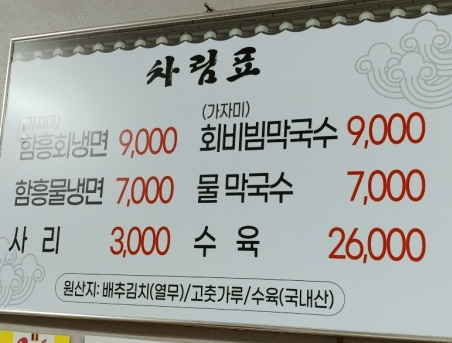 차림표
(가자미) (가자미)
함흥회냉면 9,000 회비빔막국수 9,000
함흥물냉면 7,000 물막국수 7,000
사리 3,000 수육 26,000
원산지: 배추김치(열무)/고춧가루/수육(국내산)